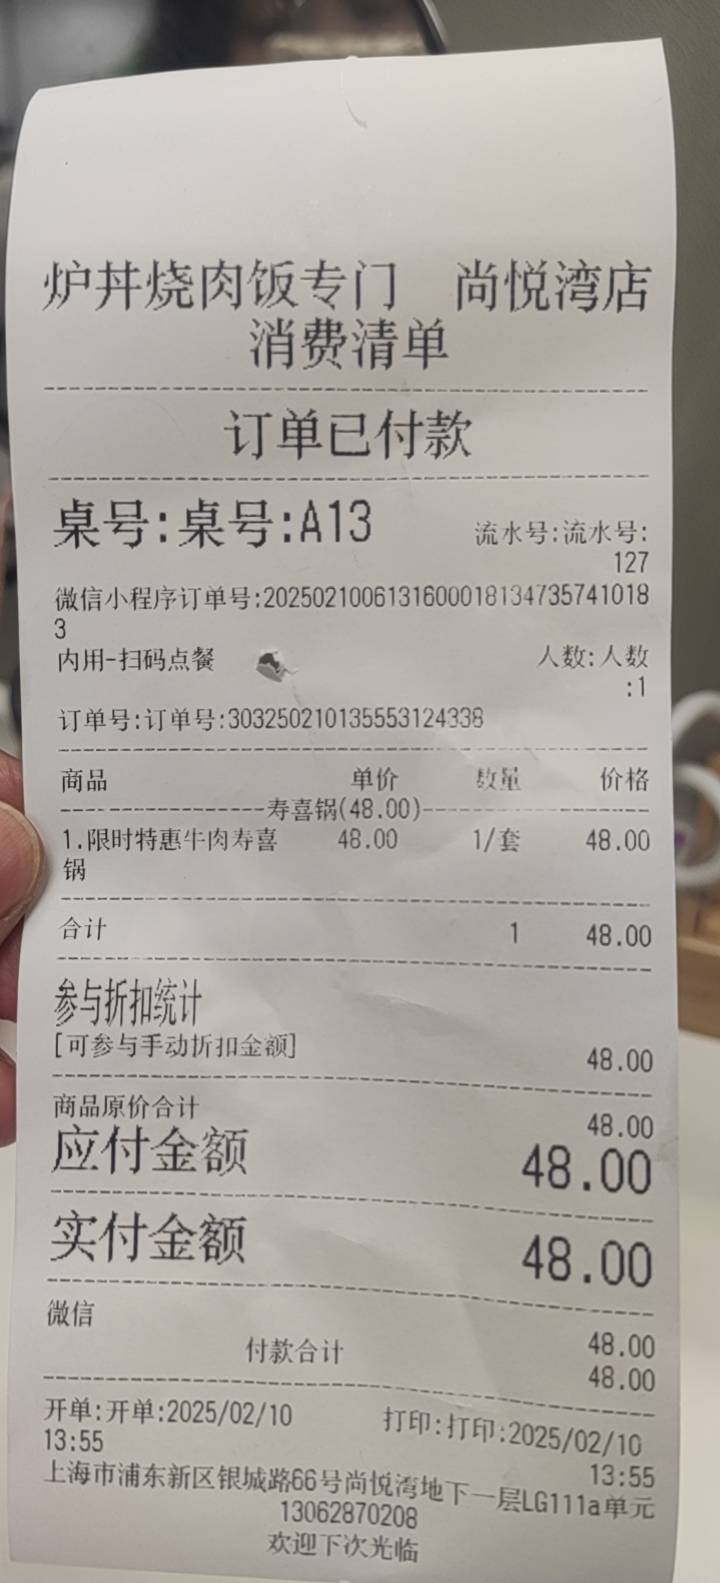 炉丼烧肉饭专门 尚悦湾店
消费清单
订单已付款
桌号:桌号:A13 流水号:流水号:
127
微信小程序订单号:2025021006131600018134735741018
3
内用-扫码点餐 人数:人数
:1
订单号:订单号:303250210135553124338
商品 单价 数量 价格
寿喜锅(48.00)
1.限时特惠牛肉寿喜 48.00 1/套 48.00
锅
合计 1 48.00
参与折扣统计
[可参与手动折扣金额] 48.00
商品原价合计 48.00
应付金额 48.00
实付金额 48.00
微信 48.00
付款合计 48.00
开单:开单:2025/02/10 打印:打印:2025/02/10
13:55 13:55
上海市浦东新区银城路66号尚悦湾地下一层LG111a单元
13062870208
欢迎下次光临